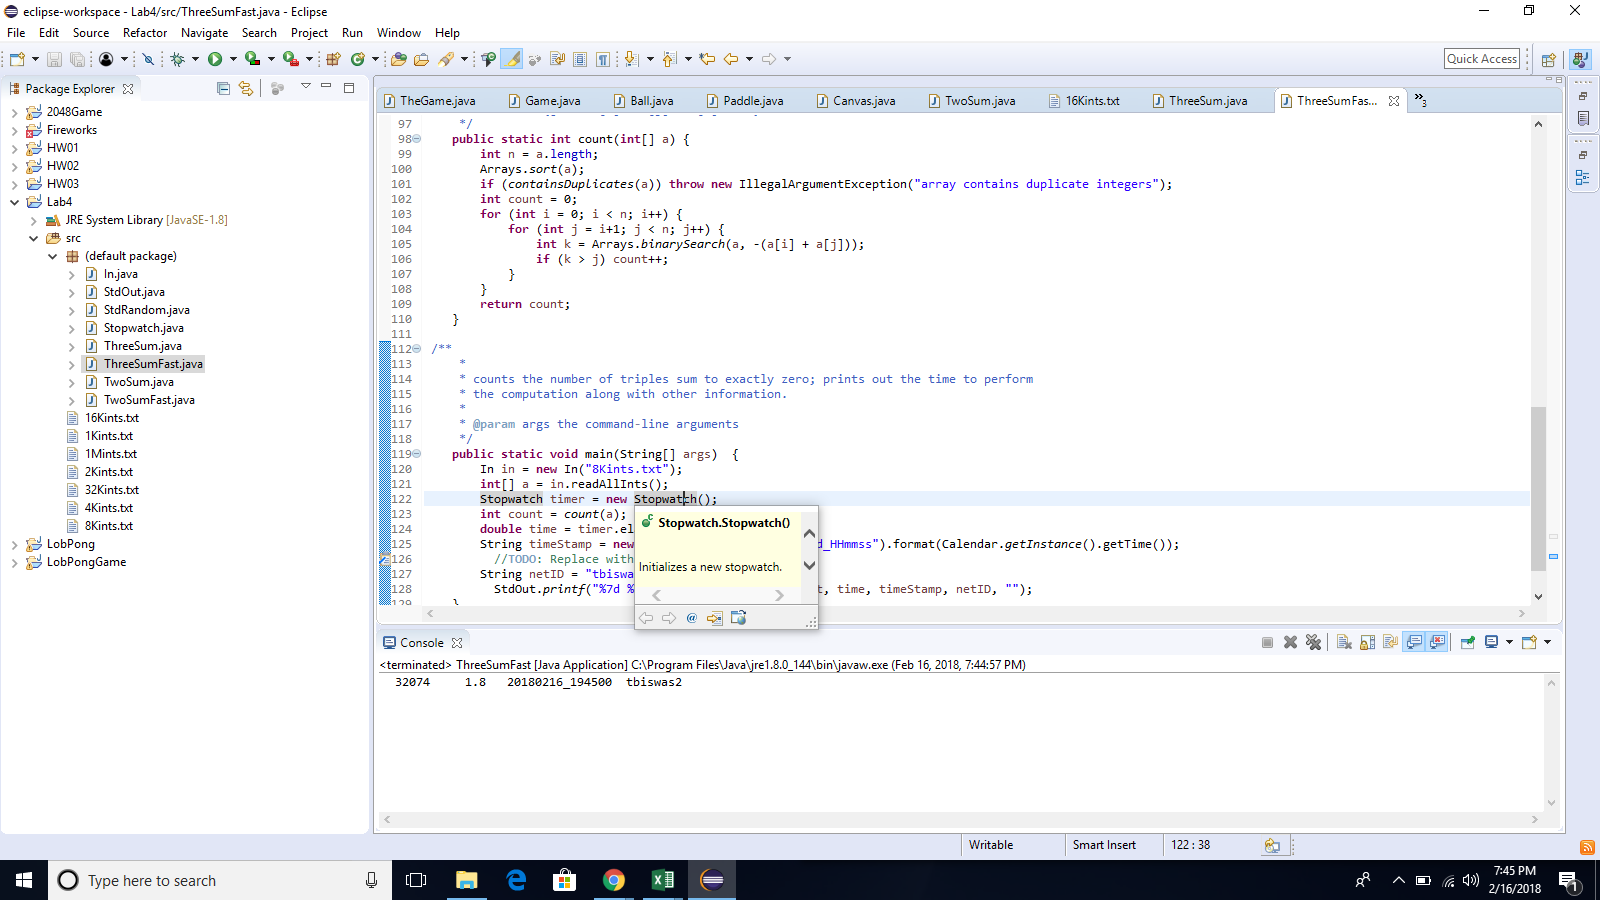 eclipse-workspace - Lab4/src/ThreeSumFast.java - Eclipse
File Edit Source Refactor Navigate Search Project Run Window Help
Quick Access
Package Explorer
2048Game
Fireworks
HW01
HW02
HW03
Lab4
JRE System Library [JavaSE-1.8]
src
(default package)
In.java
StdOut.java
StdRandom.java
Stopwatch.java
ThreeSum.java
ThreeSumFast.java
TwoSum.java
TwoSumFast.java
16Kints.txt
1Kints.txt
1Mints.txt
2Kints.txt
32Kints.txt
4Kints.txt
8Kints.txt
LobPong
LobPongGame
TheGame.java Game.java Ball.java Paddle.java Canvas.java TwoSum.java 16Kints.txt ThreeSum.java ThreeSumFas... »3
97 */
98 public static int count(int[] a) {
99 int n = a.length;
100 Arrays.sort(a);
101 if (containsDuplicates(a)) throw new IllegalArgumentException("array contains duplicate integers");
102 int count = 0;
103 for (int i = 0; i < n; i++) {
104 for (int j = i+1; j < n; j++) {
105 int k = Arrays.binarySearch(a, -(a[i] + a[j]));
106 if (k > j) count++;
107 }
108 }
109 return count;
110 }
111
112 /**
113 *
114 * counts the number of triples sum to exactly zero; prints out the time to perform
115 * the computation along with other information.
116 *
117 * @param args the command-line arguments
118 */
119 public static void main(String[] args) {
120 In in = new In("8Kints.txt");
121 int[] a = in.readAllInts();
122 Stopwatch timer = new Stopwatch();
123 int count = count(a);
124 double time = timer.el
125 String timeStamp = new d_HHmmss").format(Calendar.getInstance().getTime());
126 //TODO: Replace with
127 String netID = "tbiswa
128 StdOut.printf("%7d % t, time, timeStamp, netID, "");
129 }
Stopwatch.Stopwatch()
Initializes a new stopwatch.
Console
<terminated> ThreeSumFast [Java Application] C:\Program Files\Java\jre1.8.0_144\bin\javaw.exe (Feb 16, 2018, 7:44:57 PM)
32074 1.8 20180216_194500 tbiswas2
Writable Smart Insert 122 : 38
Type here to search
7:45 PM
2/16/2018
1